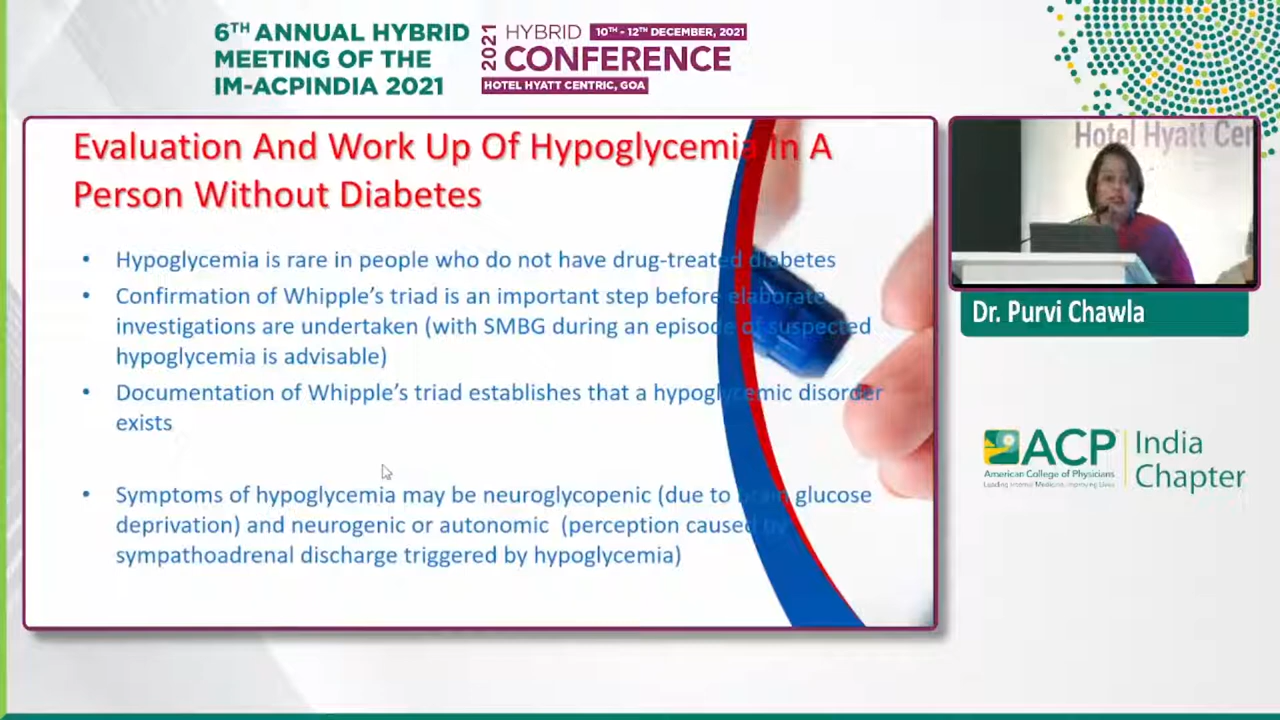 6TH ANNUAL HYBRID
MEETING OF THE
IM-ACPINDIA 2021
2021
HYBRID 10TH - 12TH DECEMBER, 2021
CONFERENCE
HOTEL HYATT CENTRIC, GOA
Evaluation And Work Up Of Hypoglycemia In A
Person Without Diabetes
• Hypoglycemia is rare in people who do not have drug-treated diabetes
• Confirmation of Whipple’s triad is an important step before elaborate
investigations are undertaken (with SMBG during an episode of suspected
hypoglycemia is advisable)
• Documentation of Whipple’s triad establishes that a hypoglycemic disorder
exists
• Symptoms of hypoglycemia may be neuroglycopenic (due to brain glucose
deprivation) and neurogenic or autonomic (perception caused by
sympathoadrenal discharge triggered by hypoglycemia)
Hotel Hyatt Cen
Dr. Purvi Chawla
ACP
American College of Physicians
Leading Internal Medicine, Improving Lives
India
Chapter